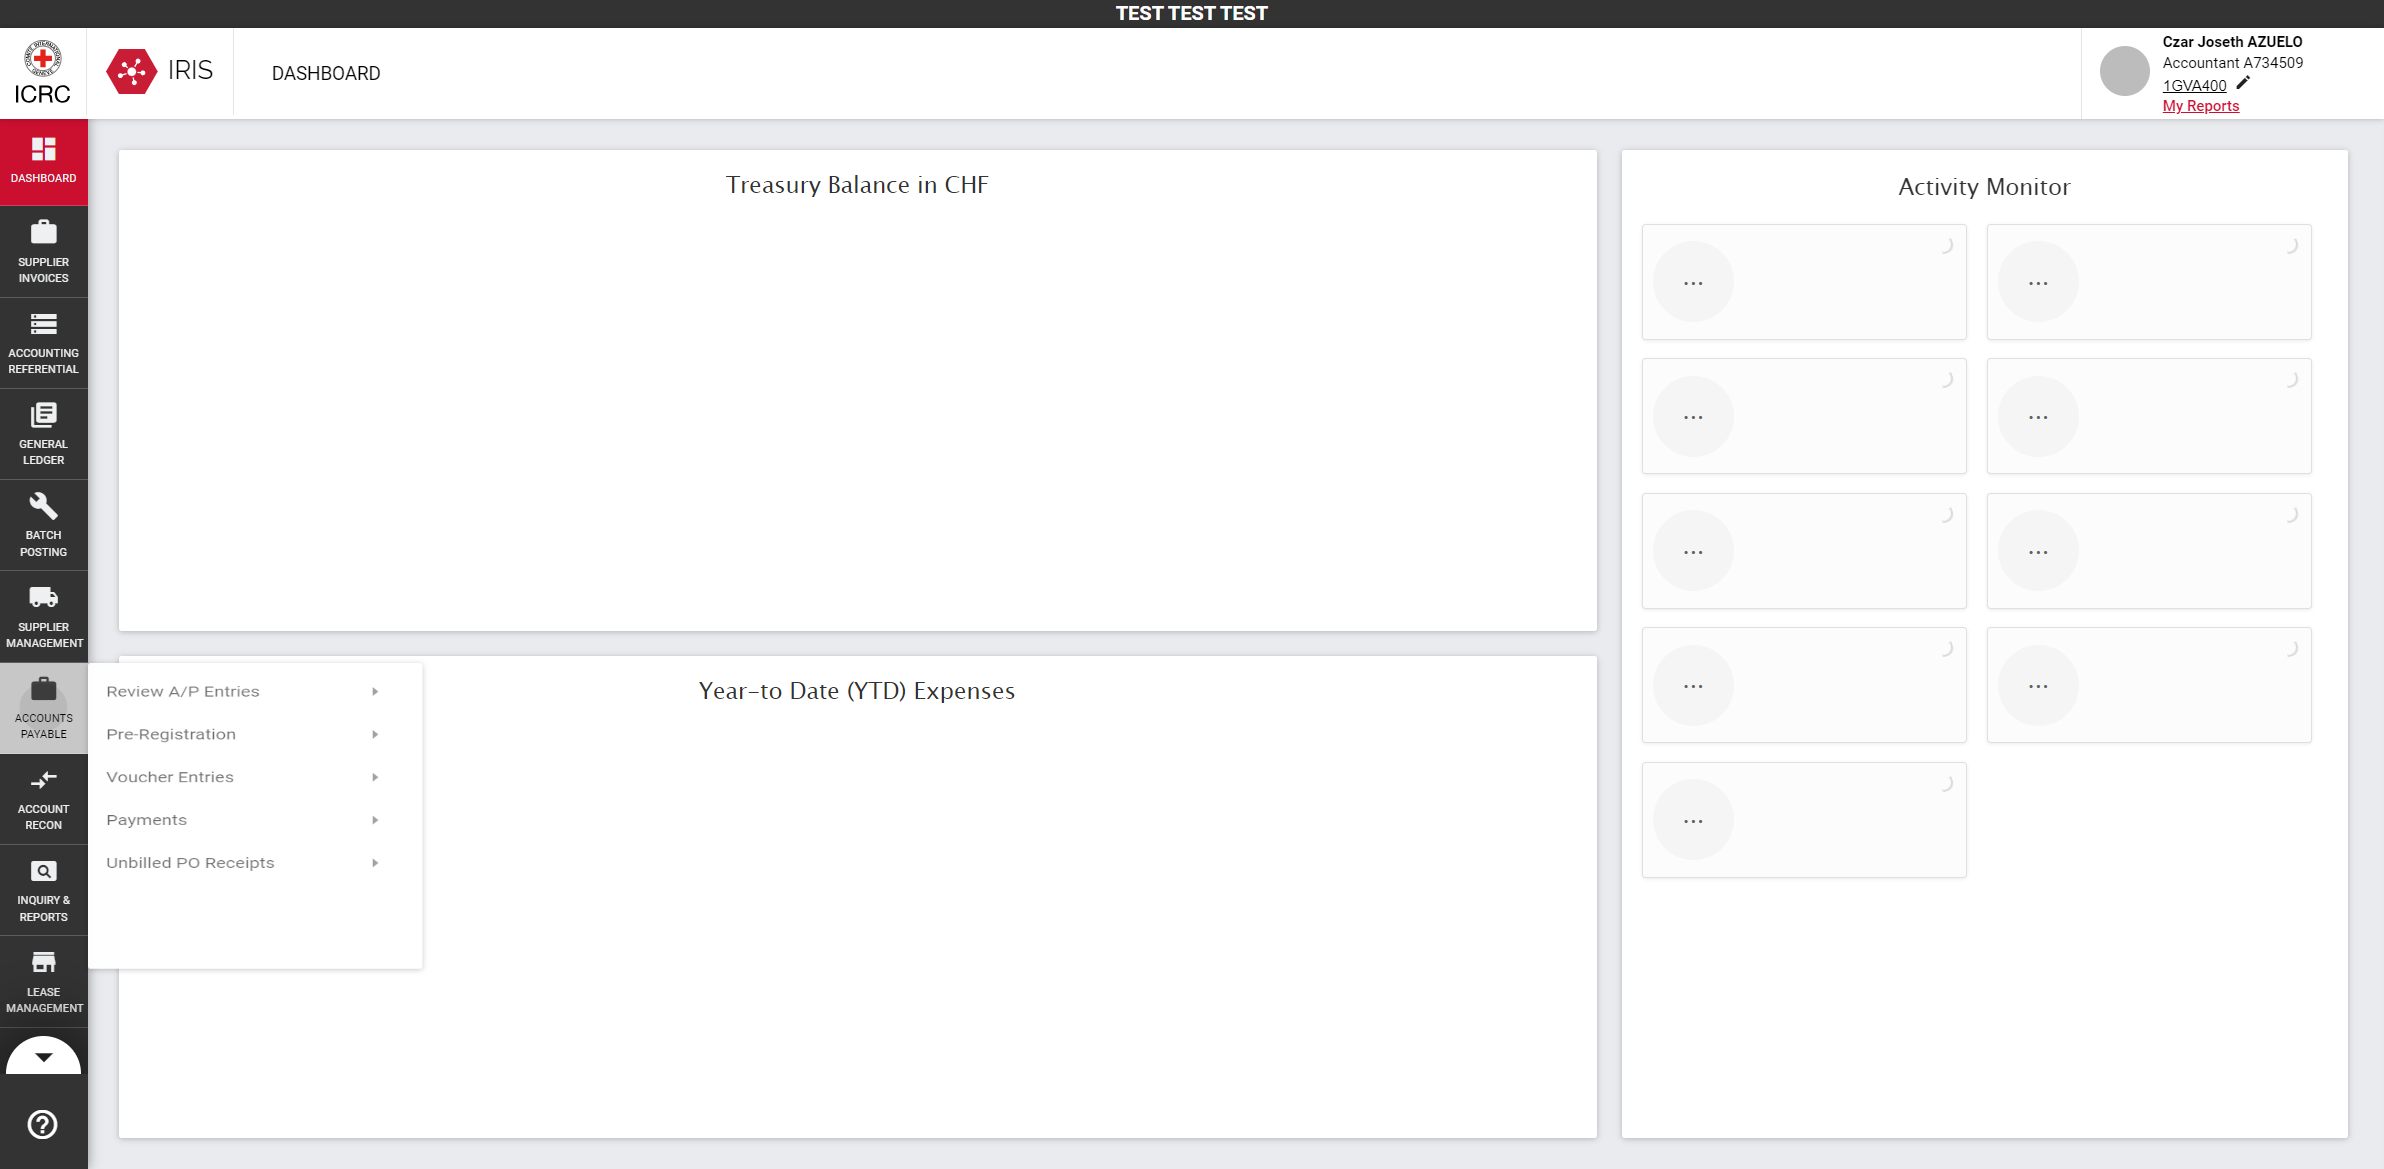 TEST TEST TEST
ICRC
IRIS
DASHBOARD
Czar Joseth AZUELO
Accountant A734509
1GVA400
My Reports
DASHBOARD
SUPPLIER
INVOICES
ACCOUNTING
REFERENTIAL
GENERAL
LEDGER
BATCH
POSTING
SUPPLIER
MANAGEMENT
ACCOUNTS
PAYABLE
ACCOUNT
RECON
INQUIRY &
REPORTS
LEASE
MANAGEMENT
Review A/P Entries
Pre-Registration
Voucher Entries
Payments
Unbilled PO Receipts
Treasury Balance in CHF
Year-to Date (YTD) Expenses
Activity Monitor
...
...
...
...
...
...
...
...
...